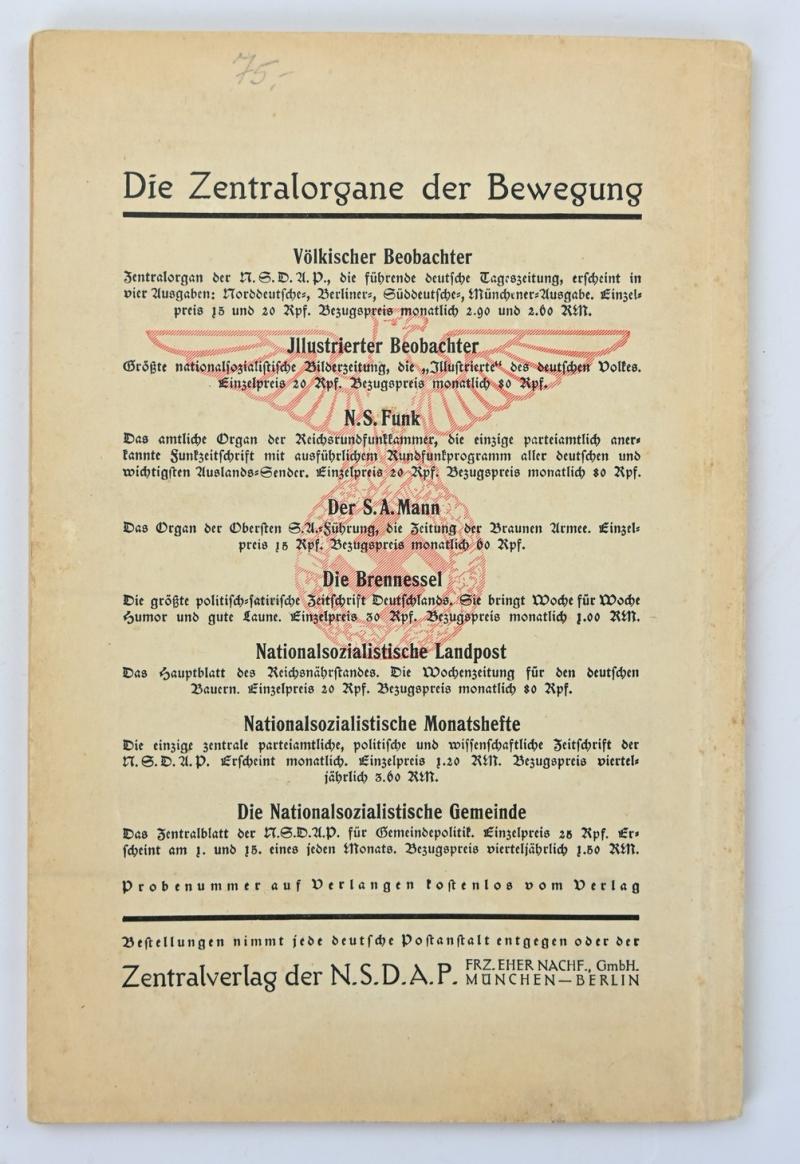 75,-
Die Zentralorgane der Bewegung
Völkischer Beobachter
Zentralorgan der N.S.D.A.P., die führende deutsche Tageszeitung, erscheint in
vier Ausgaben: Norddeutsche-, Berliner-, Süddeutsche-, Münchener-Ausgabe. Einzel-
preis 15 und 20 Rpf. Bezugspreis monatlich 2.90 und 2.60 RM.
Jllustrierter Beobachter
Größte nationalsozialistische Bilderzeitung, die „Jllustrierte" des deutschen Volkes.
Einzelpreis 20 Rpf. Bezugspreis monatlich 80 Rpf.
N.S. Funk
Das amtliche Organ der Reichsrundfunkkammer, die einzige parteiamtlich aner-
kannte Funkzeitschrift mit ausführlichem Rundfunkprogramm aller deutschen und
wichtigsten Auslands-Sender. Einzelpreis 20 Rpf. Bezugspreis monatlich 80 Rpf.
Der S.A. Mann
Das Organ der Obersten S.A.-Führung, die Zeitung der Braunen Armee. Einzel-
preis 15 Rpf. Bezugspreis monatlich 60 Rpf.
Die Brennessel
Die größte politisch-satirische Zeitschrift Deutschlands. Sie bringt Woche für Woche
Humor und gute Laune. Einzelpreis 30 Rpf. Bezugspreis monatlich 1.00 RM.
Nationalsozialistische Landpost
Das Hauptblatt des Reichsnährstandes. Die Wochenzeitung für den deutschen
Bauern. Einzelpreis 20 Rpf. Bezugspreis monatlich 80 Rpf.
Nationalsozialistische Monatshefte
Die einzige zentrale parteiamtliche, politische und wissenschaftliche Zeitschrift der
N.S.D.A.P. Erscheint monatlich. Einzelpreis 1.20 RM. Bezugspreis viertel-
jährlich 3.60 RM.
Die Nationalsozialistische Gemeinde
Das Zentralblatt der N.S.D.A.P. für Gemeindepolitik. Einzelpreis 25 Rpf. Er-
scheint am 1. und 15. eines jeden Monats. Bezugspreis vierteljährlich 1.50 RM.
Probenummer auf Verlangen kostenlos vom Verlag
Bestellungen nimmt jede deutsche Postanstalt entgegen oder der
Zentralverlag der N.S.D.A.P. FRZ. EHER NACHF., GmbH.
MÜNCHEN—BERLIN